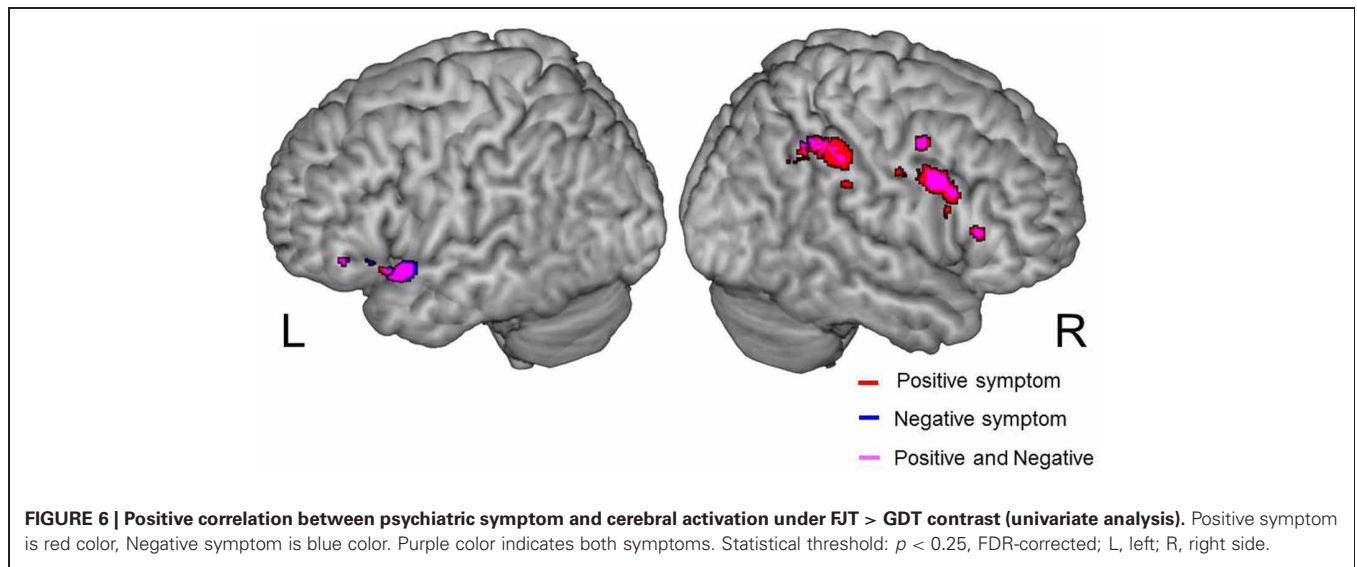 L
R
Positive symptom
Negative symptom
Positive and Negative
FIGURE 6 | Positive correlation between psychiatric symptom and cerebral activation under FJT > GDT contrast (univariate analysis). Positive symptom
is red color, Negative symptom is blue color. Purple color indicates both symptoms. Statistical threshold: p < 0.25, FDR-corrected; L, left; R, right side.